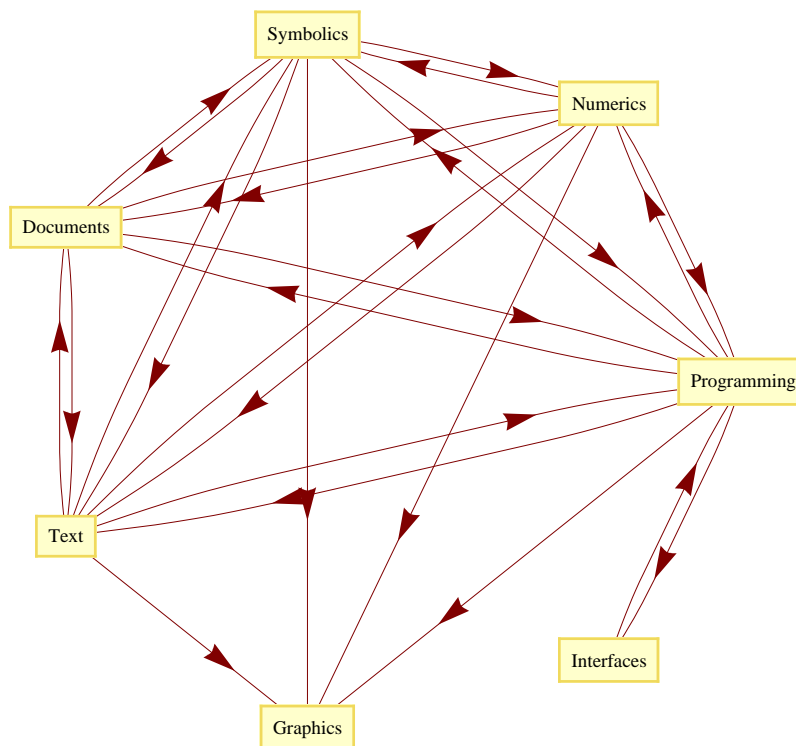 Symbolics
Numerics
Documents
Programming
Text
Interfaces
Graphics